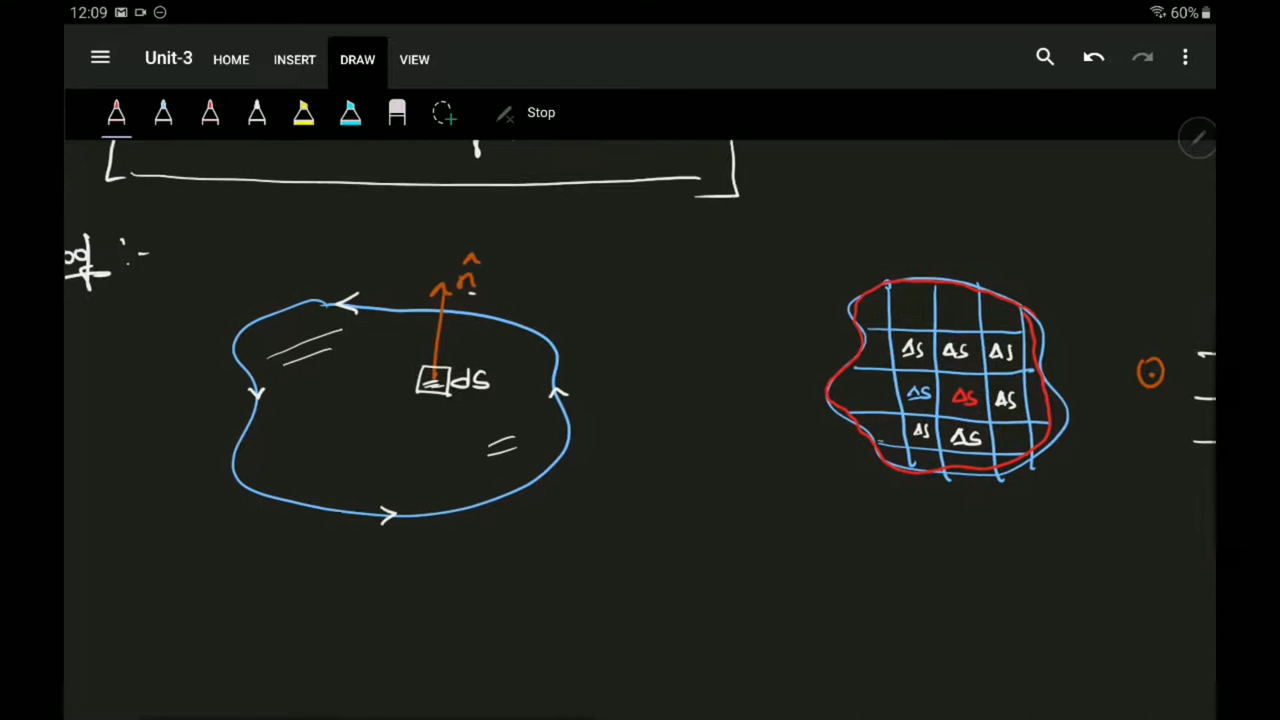 12:09 60%
Unit-3 HOME INSERT DRAW VIEW
Stop
:-
n̂
dS
ΔS ΔS ΔS
ΔS ΔS ΔS
ΔS ΔS